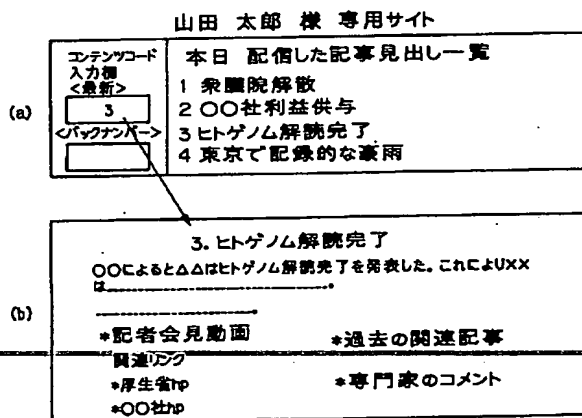 山田 太郎 様 専用サイト
(a)
コンテンツコード
入力欄
<最新>
3
<バックナンバー>
本日 配信した記事見出し一覧
1 衆議院解散
2 〇〇社利益供与
3 ヒトゲノム解読完了
4 東京で記録的な豪雨
(b)
3. ヒトゲノム解読完了
〇〇によると△△はヒトゲノム解読完了を発表した。これによりXX
は
*記者会見動画
*過去の関連記事
関連リンク
*厚生省hp
*専門家のコメント
*〇〇社hp